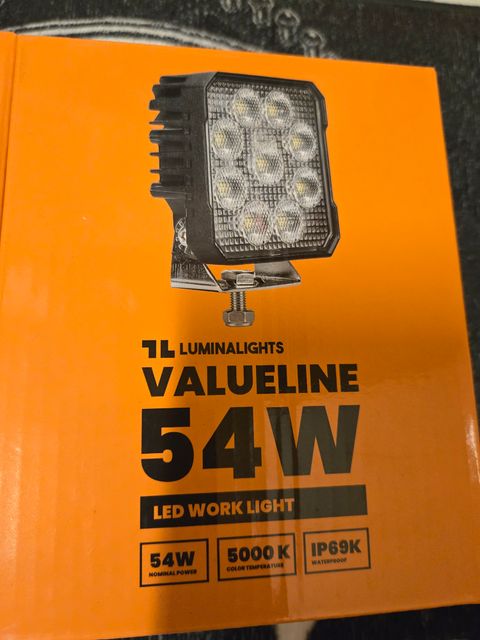 LUMINALIGHTS
VALUELINE
54W
LED WORK LIGHT
54W
NOMINAL POWER
5000 K
COLOR TEMPERATURE
IP69K
WATERPROOF